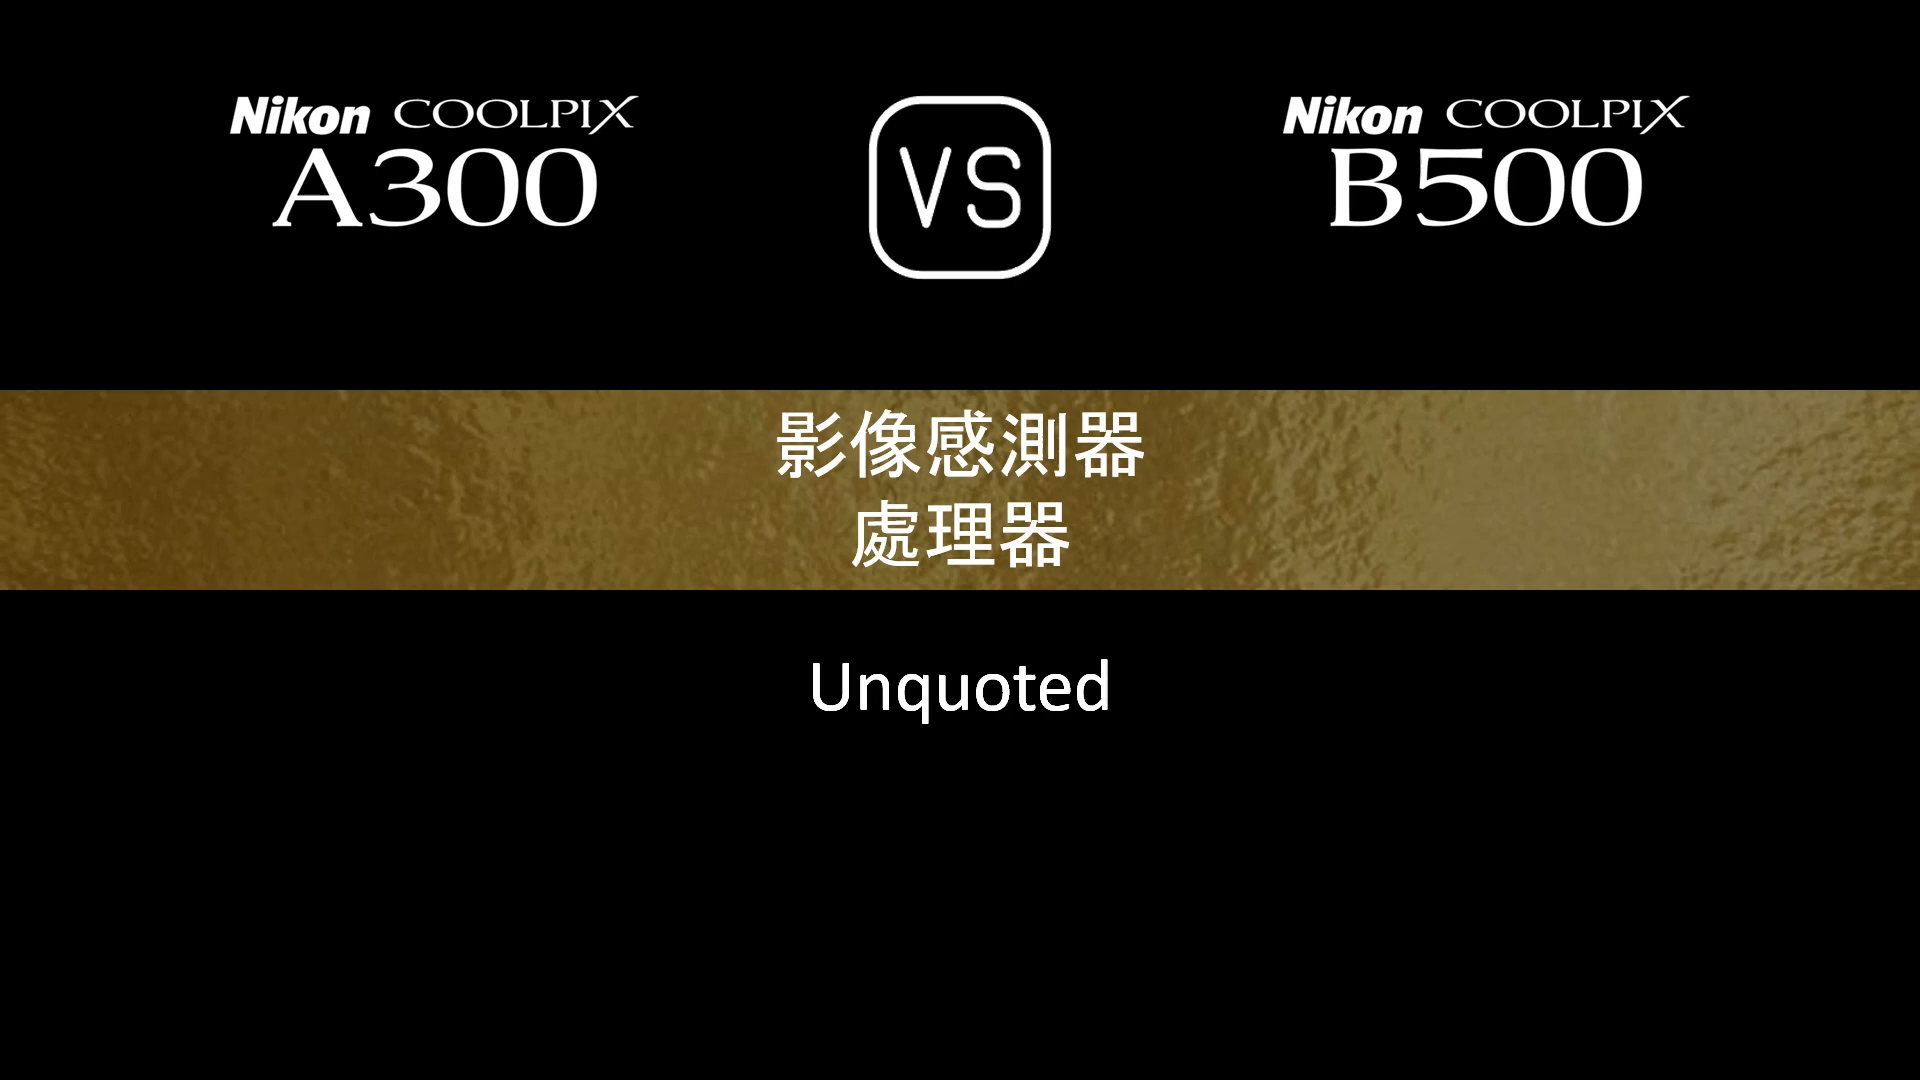 Nikon COOLPIX
A300
VS
Nikon COOLPIX
B500
影像感測器
處理器
Unquoted